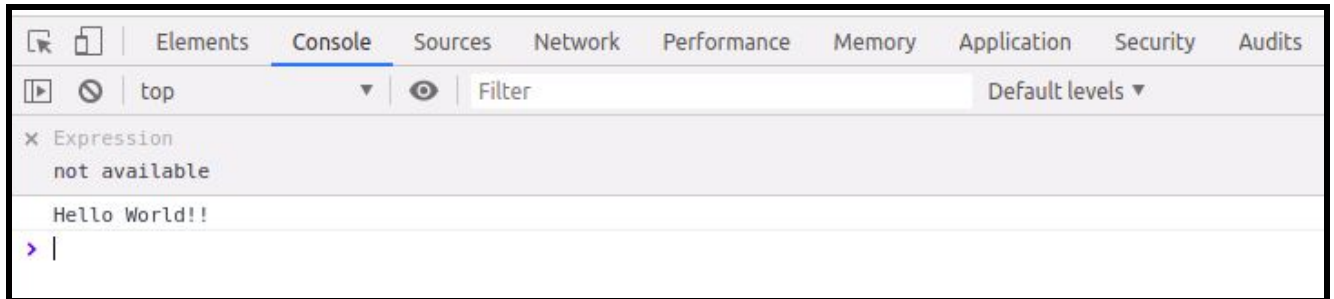 Elements Console Sources Network Performance Memory Application Security Audits
top Filter Default levels
Expression
not available
Hello World!!